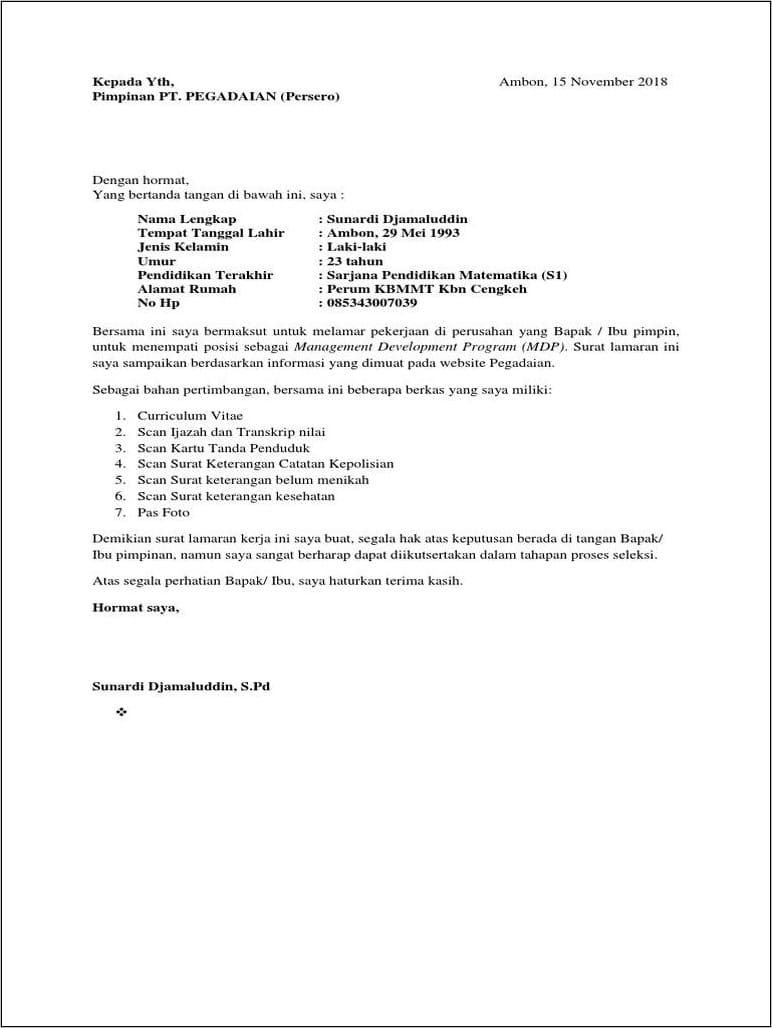 Kepada Yth, Ambon, 15 November 2018
Pimpinan PT. PEGADAIAN (Persero)
Dengan hormat,
Yang bertanda tangan di bawah ini, saya :
Nama Lengkap : Sunardi Djamaluddin
Tempat Tanggal Lahir : Ambon, 29 Mei 1993
Jenis Kelamin : Laki-laki
Umur : 23 tahun
Pendidikan Terakhir : Sarjana Pendidikan Matematika (S1)
Alamat Rumah : Perum KBMMT Kbn Cengkeh
No Hp : 085343007039
Bersama ini saya bermaksut untuk melamar pekerjaan di perusahan yang Bapak / Ibu pimpin,
untuk menempati posisi sebagai Management Development Program (MDP). Surat lamaran ini
saya sampaikan berdasarkan informasi yang dimuat pada website Pegadaian.
Sebagai bahan pertimbangan, bersama ini beberapa berkas yang saya miliki:
1. Curriculum Vitae
2. Scan Ijazah dan Transkrip nilai
3. Scan Kartu Tanda Penduduk
4. Scan Surat Keterangan Catatan Kepolisian
5. Scan Surat keterangan belum menikah
6. Scan Surat keterangan kesehatan
7. Pas Foto
Demikian surat lamaran kerja ini saya buat, segala hak atas keputusan berada di tangan Bapak/
Ibu pimpinan, namun saya sangat berharap dapat diikutsertakan dalam tahapan proses seleksi.
Atas segala perhatian Bapak/ Ibu, saya haturkan terima kasih.
Hormat saya,
Sunardi Djamaluddin, S.Pd